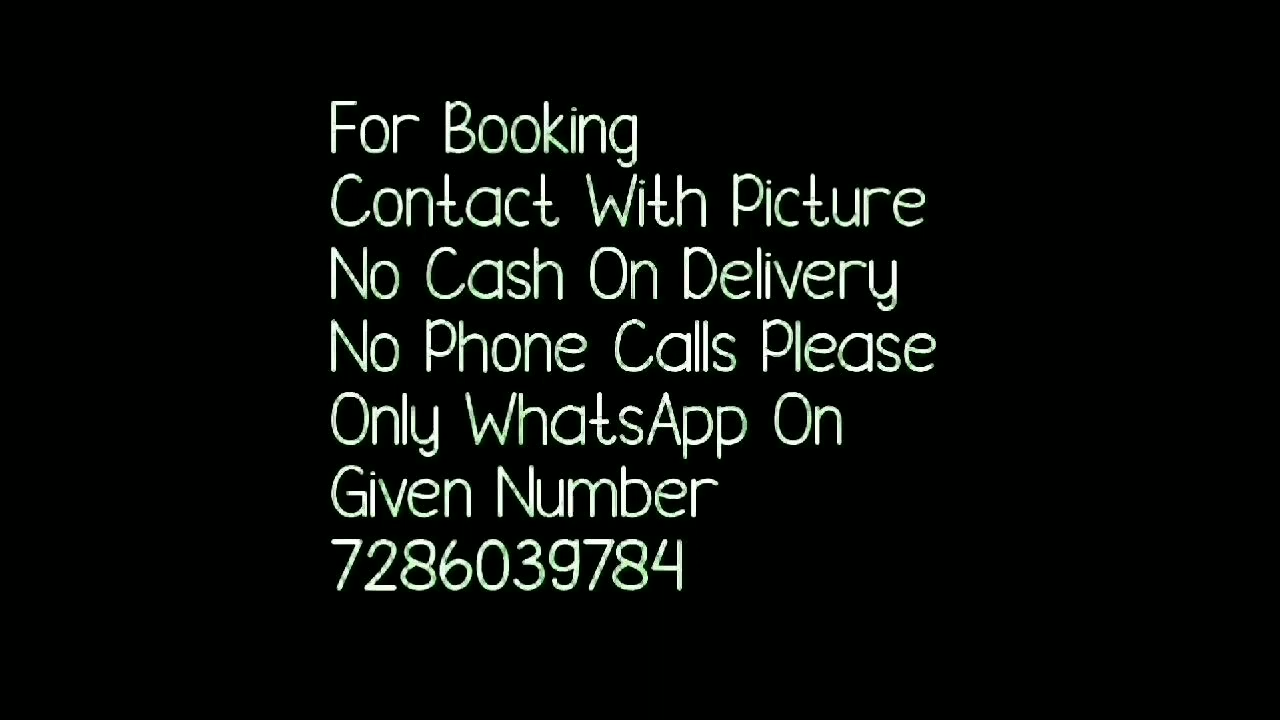 For Booking
Contact With Picture
No Cash On Delivery
No Phone Calls Please
Only WhatsApp On
Given Number
7286039784